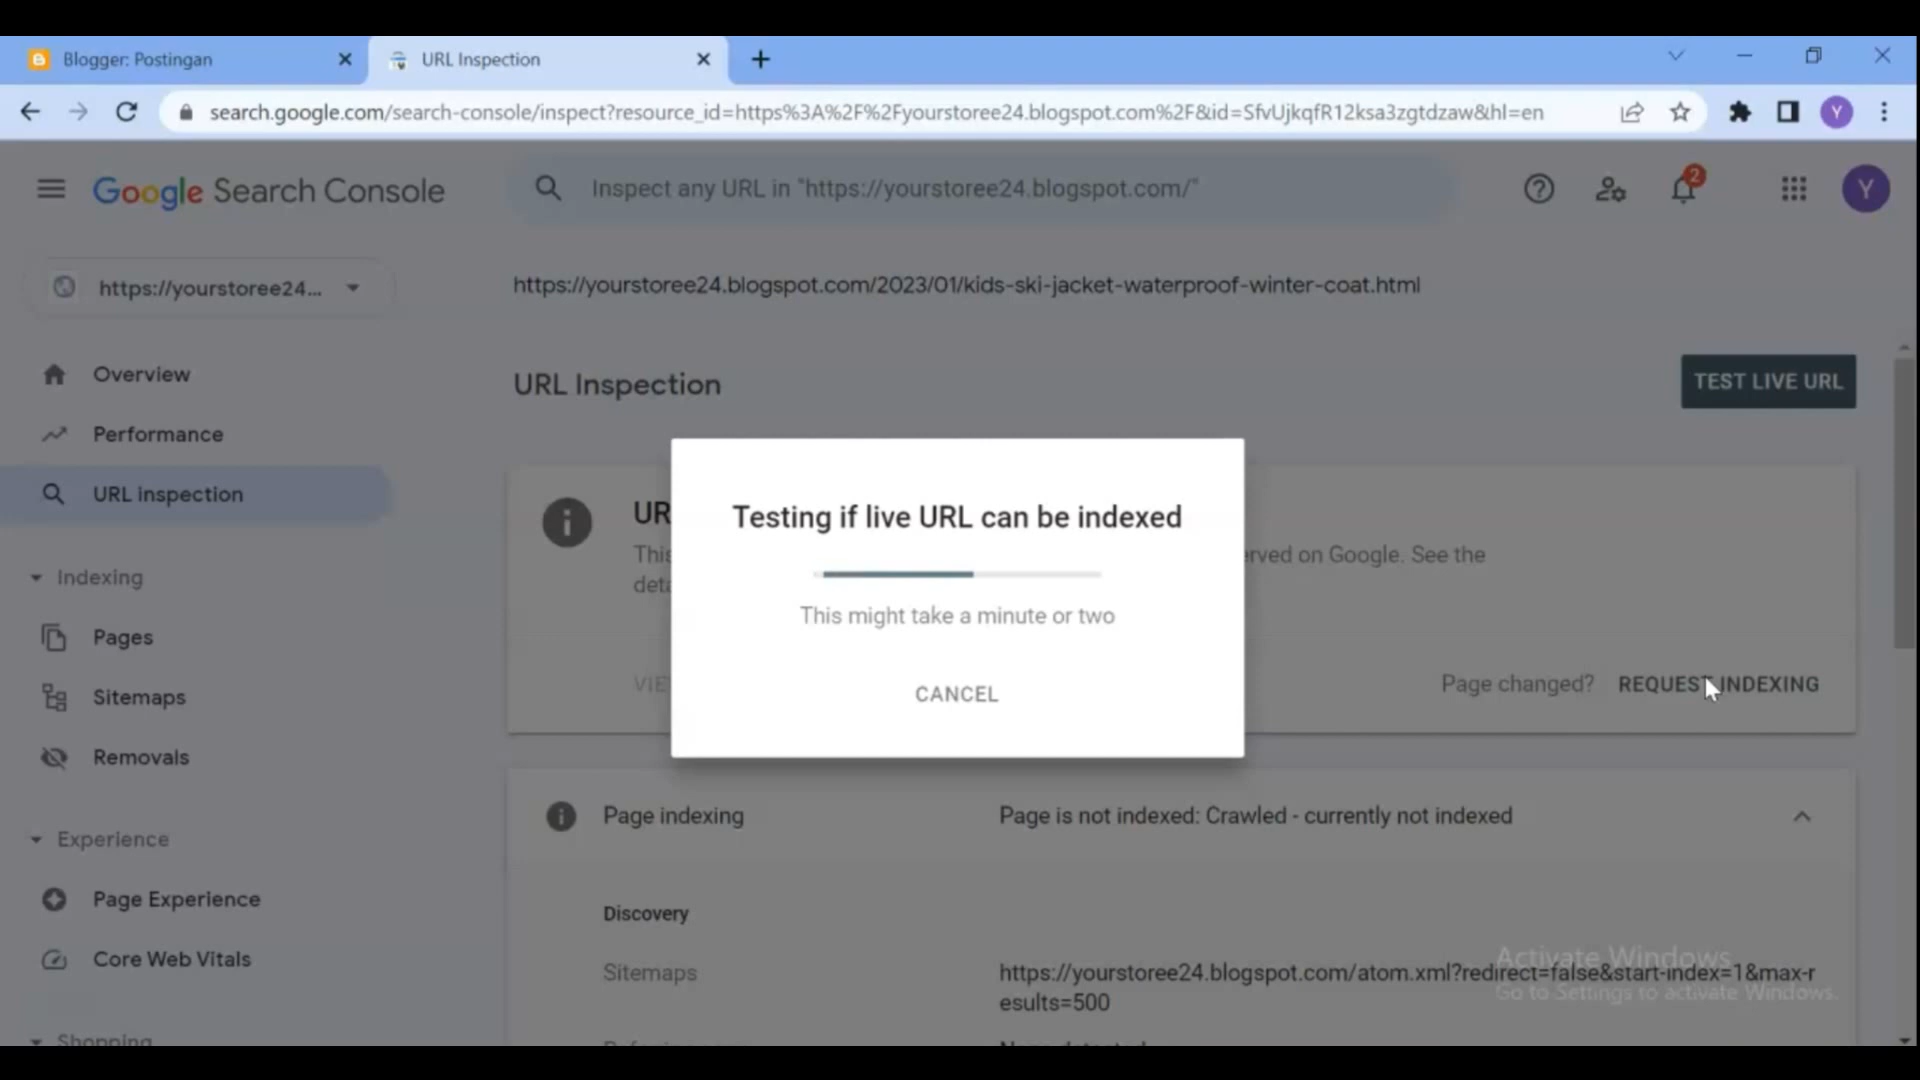 Blogger: Postingan
URL Inspection
search.google.com/search-console/inspect?resource_id=https%3A%2F%2Fyourstoree24.blogspot.com%2F&id=SfvUjkqfR12ksa3zgtdzaw&hl=en
Y
Google Search Console
Inspect any URL in "https://yourstoree24.blogspot.com/"
2
Y
https://yourstoree24...
https://yourstoree24.blogspot.com/2023/01/kids-ski-jacket-waterproof-winter-coat.html
Overview
Performance
URL inspection
Indexing
Pages
Sitemaps
Removals
Experience
Page Experience
Core Web Vitals
Shopping
URL Inspection
TEST LIVE URL
UR
This
rved on Google. See the
deta
VIE
Page changed? REQUEST INDEXING
Testing if live URL can be indexed
This might take a minute or two
CANCEL
Page indexing
Page is not indexed: Crawled - currently not indexed
Discovery
Sitemaps
https://yourstoree24.blogspot.com/atom.xml?redirect=false&start-index=1&max-r
esults=500
Activate Windows
Go to Settings to activate Windows.